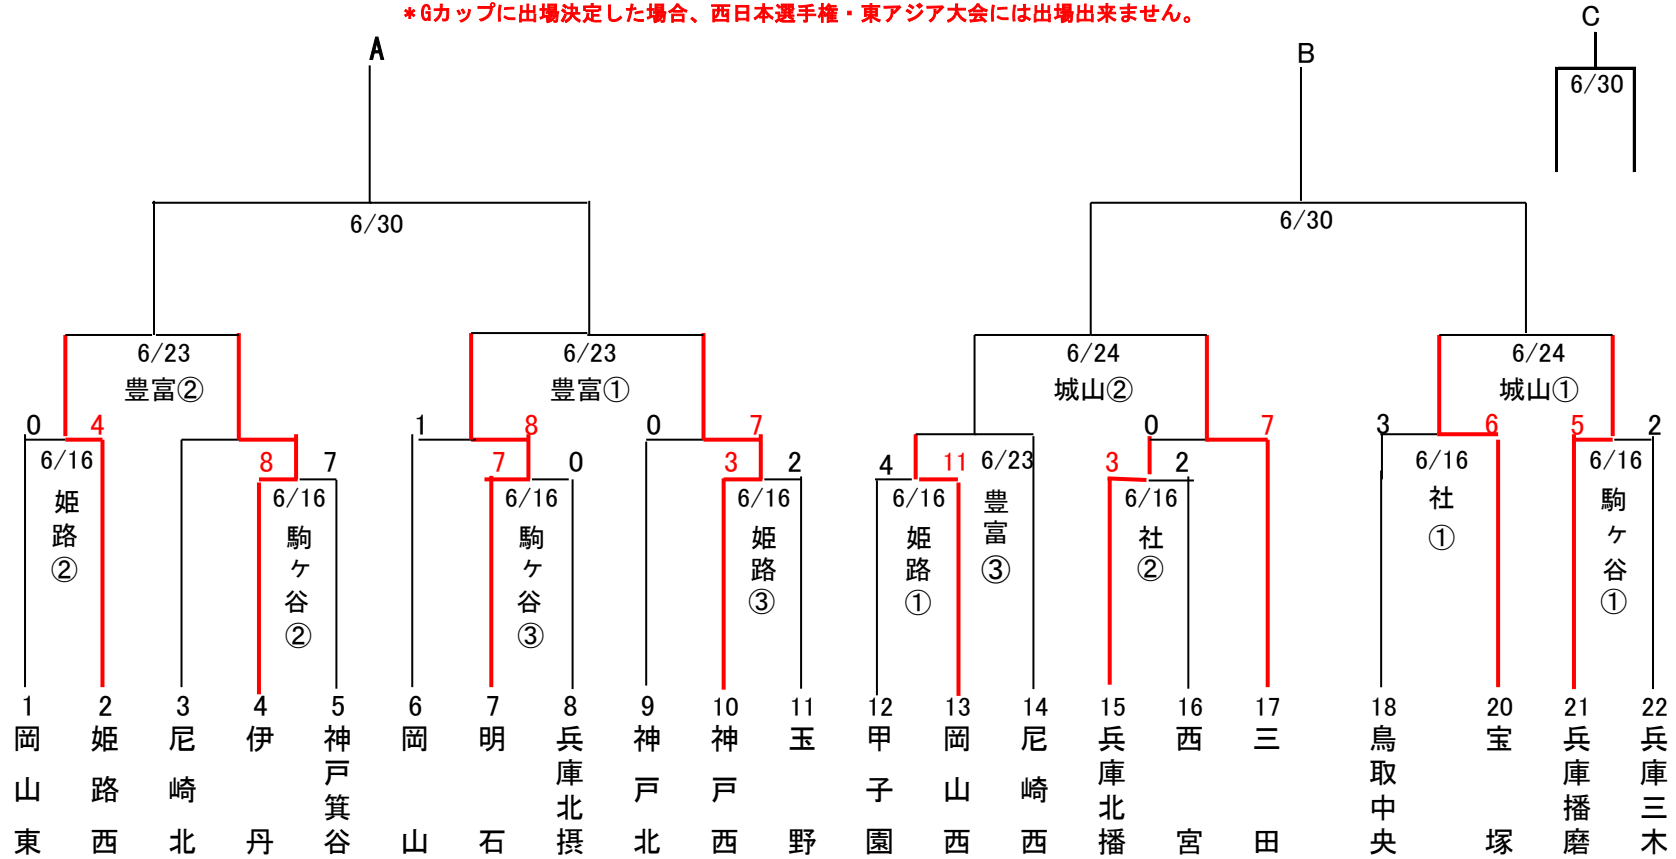 *Gカップに出場決定した場合、西日本選手権・東アジア大会には出場出来ません。
C
A
B
6/30
6/30
6/30
6/23
6/23
6/24
6/24
豊富②
豊富①
城山②
城山①
0
4
1
8
0
7
0
7
3
6
5
2
6/16
8
7
7
0
3
2
4
11
6/23
3
2
6/16
6/16
6/16
6/16
6/16
6/16
6/16
姫路②
駒ヶ谷②
駒ヶ谷③
姫路③
姫路①
豊富③
社②
社①
駒ヶ谷①
1
2
3
4
5
6
7
8
9
10
11
12
13
14
15
16
17
18
20
21
22
岡山東
姫路西
尼崎北
伊丹
神戸箕谷
岡山
明石
兵庫北摂
神戸北
神戸西
玉野
甲子園
岡山西
尼崎西
兵庫北播
西宮
三田
鳥取中央
宝塚
兵庫播磨
兵庫三木